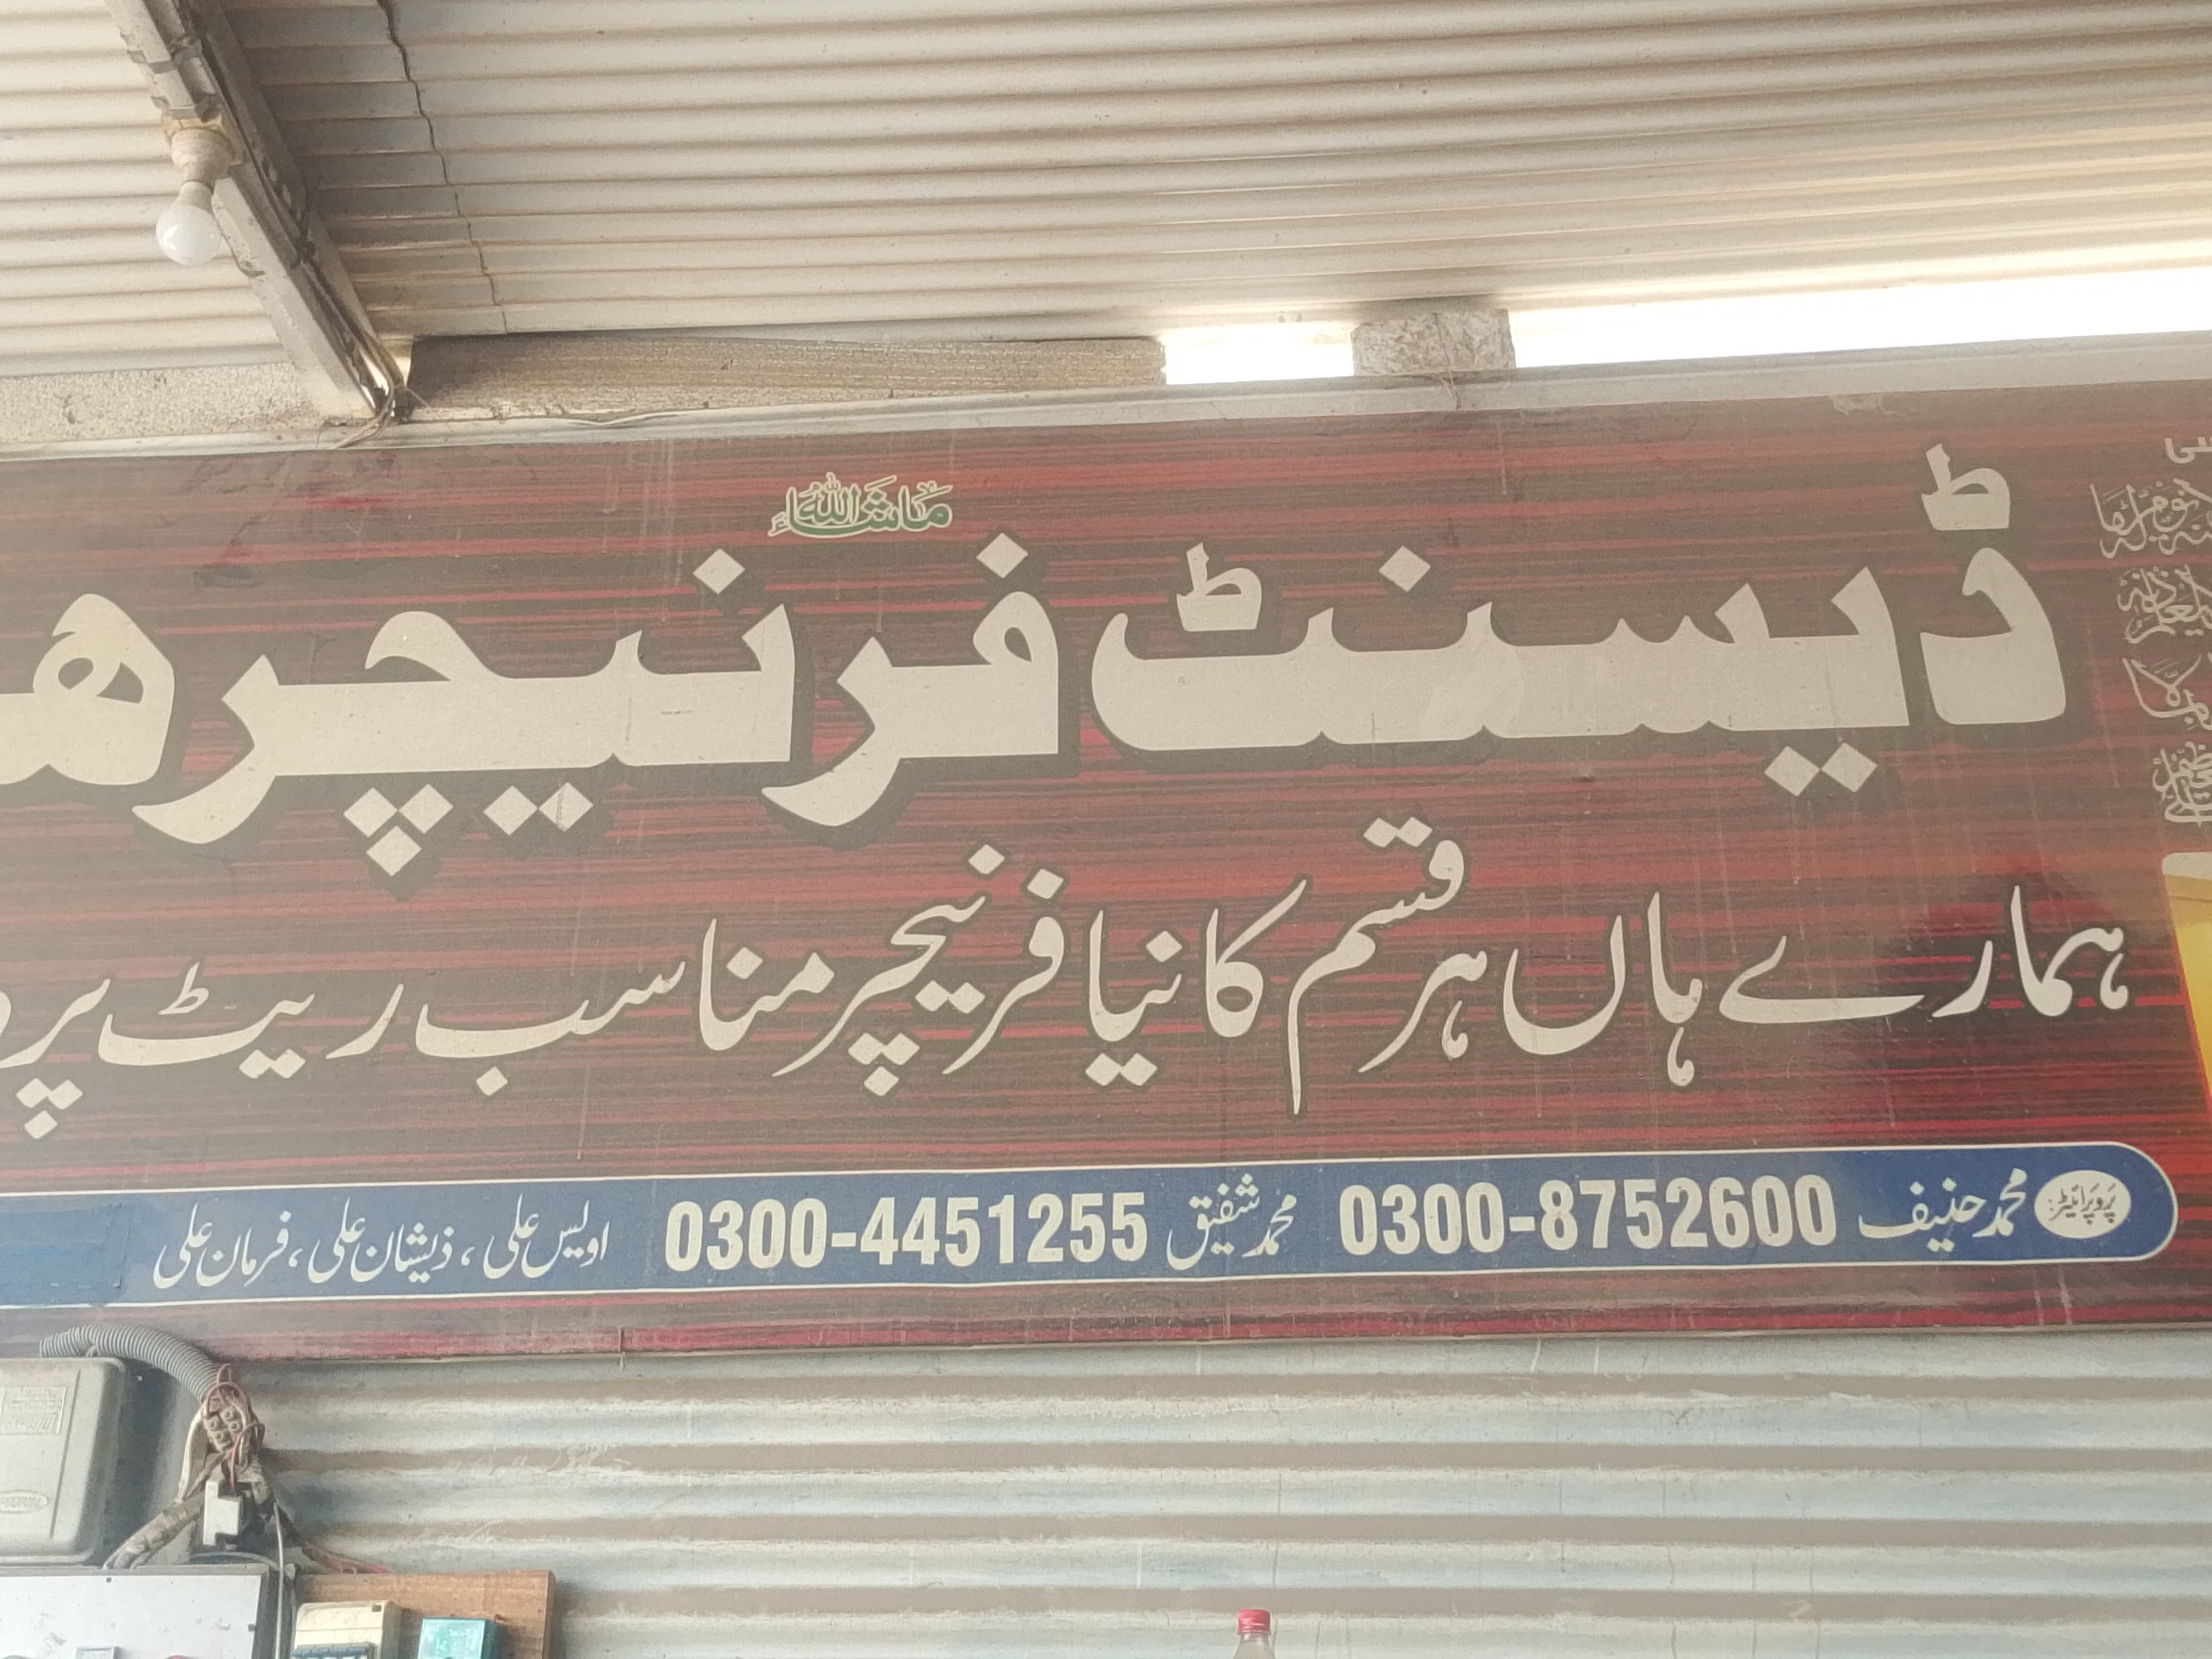 ماشاءاللہ
ڈیسنٹ فرنیچر
ہمارے ہاں ہر قسم کا نیا فرنیچر مناسب ریٹ پر
پروپرائیٹر: محمد حنیف 0300-8752600 محمد شفیق 0300-4451255 اویس علی، ذیشان علی، فرمان علی